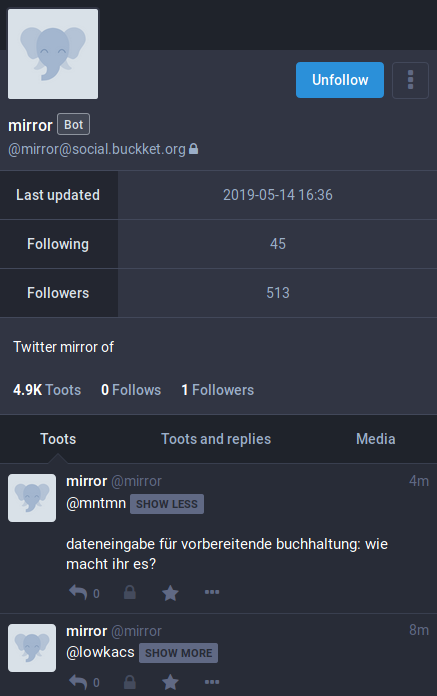 Unfollow
mirror Bot
@mirror@social.buckket.org
Last updated 2019-05-14 16:36
Following 45
Followers 513
Twitter mirror of
4.9K Toots 0 Follows 1 Followers
Toots Toots and replies Media
mirror @mirror 4m
@mntmn SHOW LESS
dateneingabe für vorbereitende buchhaltung: wie
macht ihr es?
0
mirror @mirror 8m
@lowkacs SHOW MORE
0